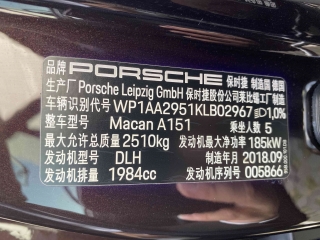 品牌 PORSCHE 保时捷 制造国 德国
生产厂 Porsche Leipzig GmbH 保时捷股份公司莱比锡工厂制造
车辆识别代号 WP1AA2951KLB02967 1,0%
整车型号 Macan A151 乘坐人数 5
最大允许总质量 2510kg 发动机最大净功率 185kW
发动机型号 DLH 制造年月 2018.09
发动机排量 1984cc 发动机号 005866